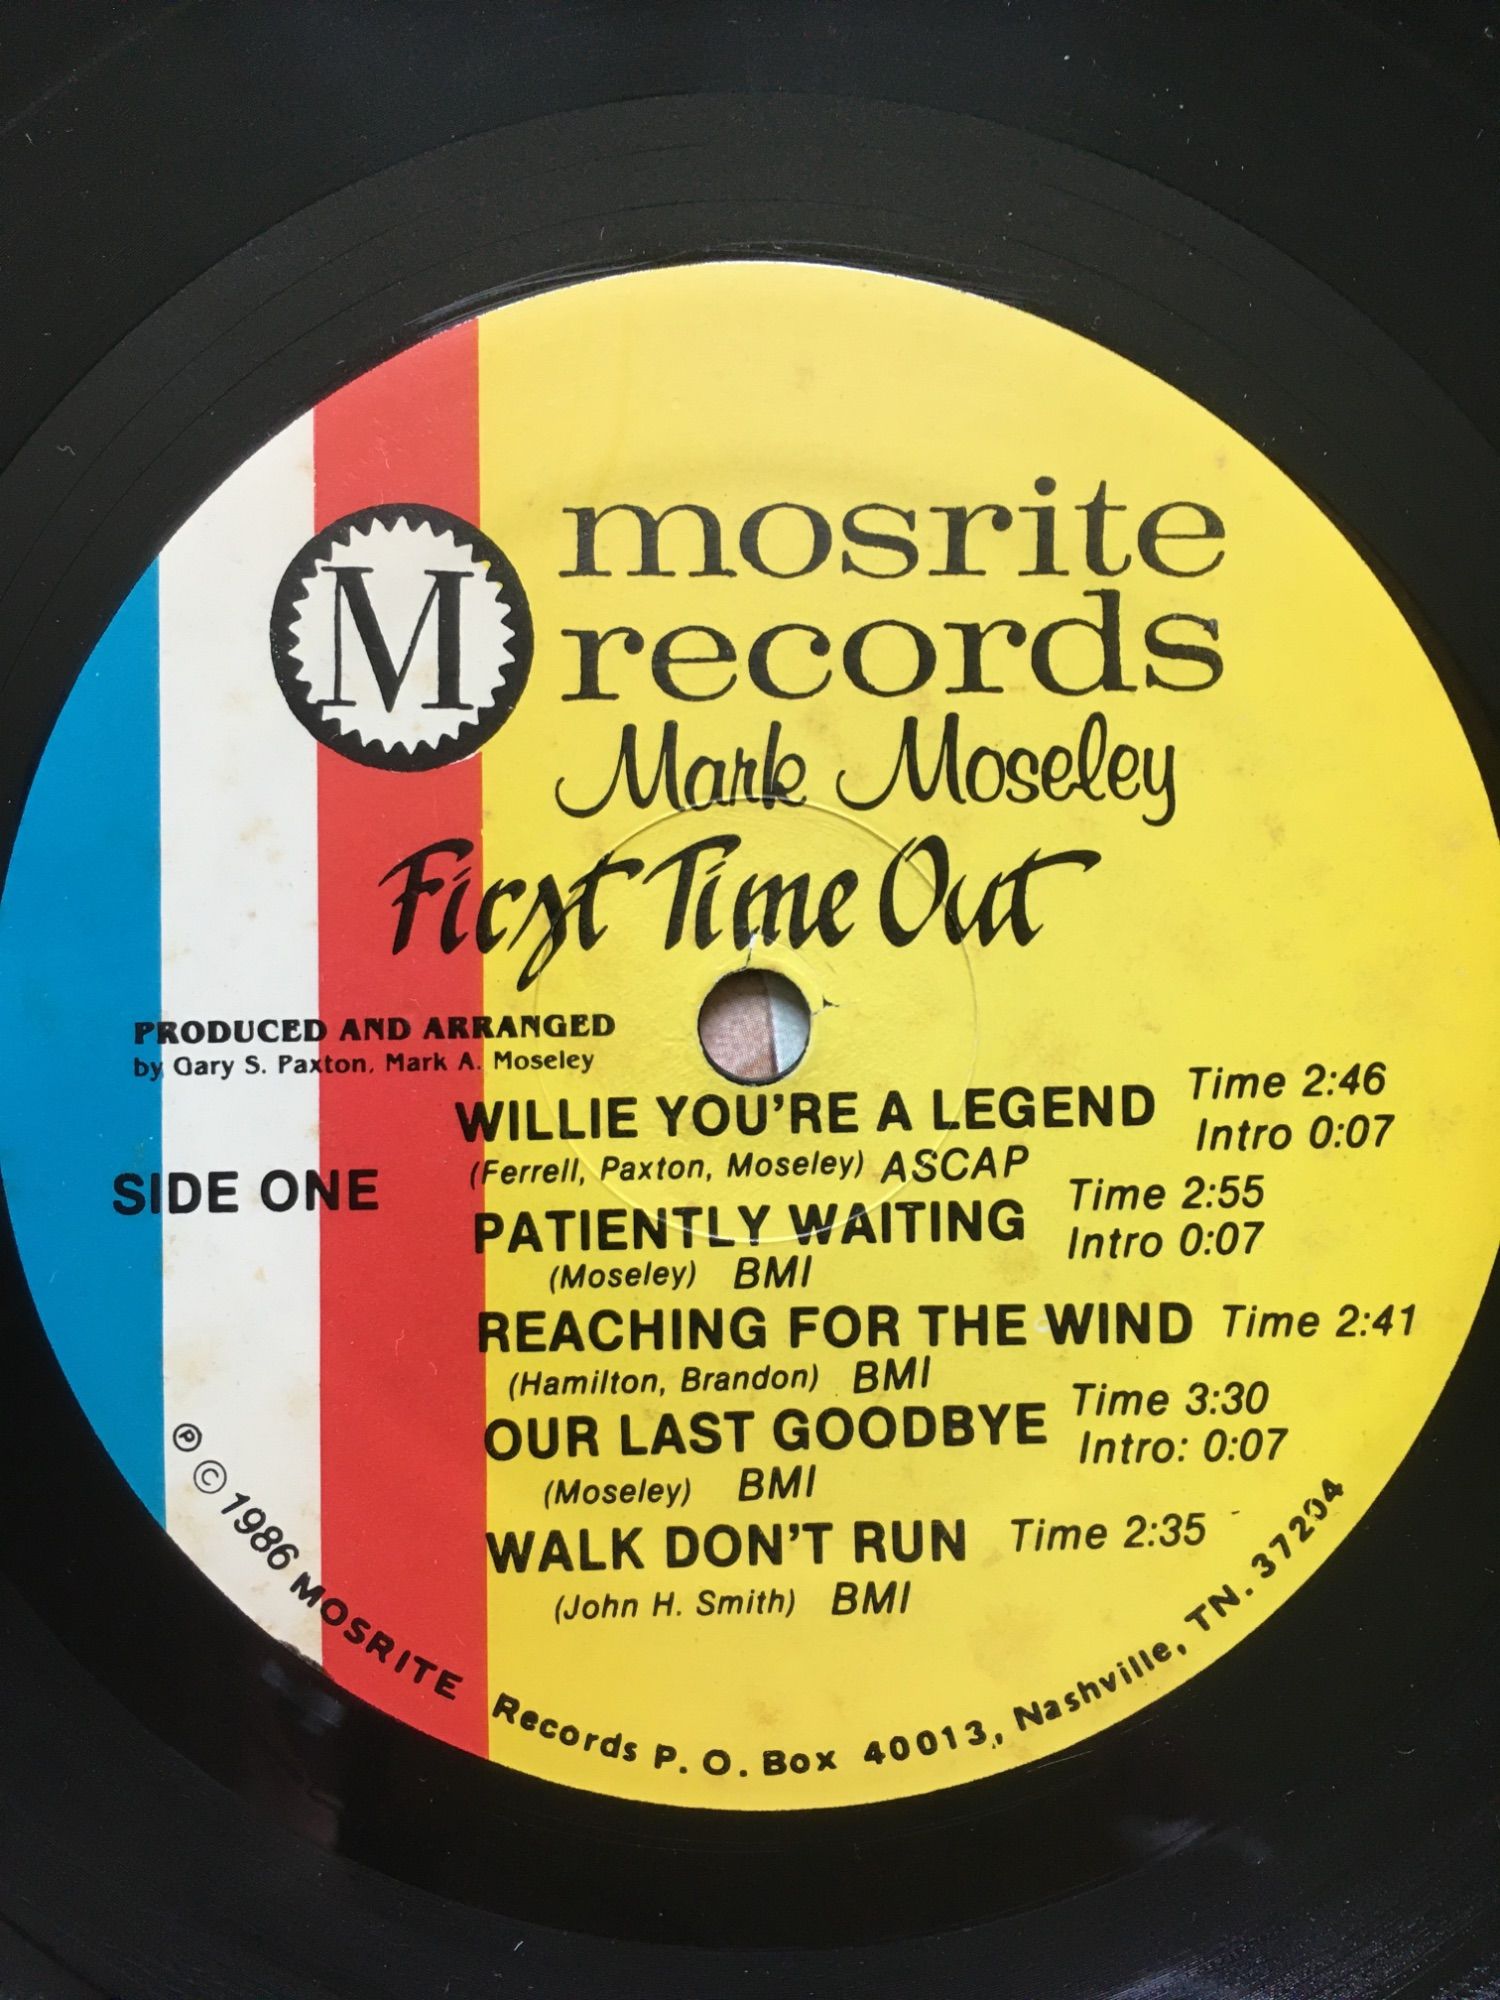 M
mosrite
records
Mark Moseley
First Time Out
PRODUCED AND ARRANGED
by Gary S. Paxton, Mark A. Moseley
SIDE ONE
WILLIE YOU'RE A LEGEND Time 2:46
Intro 0:07
(Ferrell, Paxton, Moseley) ASCAP
PATIENTLY WAITING Time 2:55
Intro 0:07
(Moseley) BMI
REACHING FOR THE WIND Time 2:41
(Hamilton, Brandon) BMI
OUR LAST GOODBYE Time 3:30
Intro: 0:07
(Moseley) BMI
WALK DON'T RUN Time 2:35
(John H. Smith) BMI
℗ © 1986 MOSRITE Records P. O. Box 40013, Nashville, TN. 37204